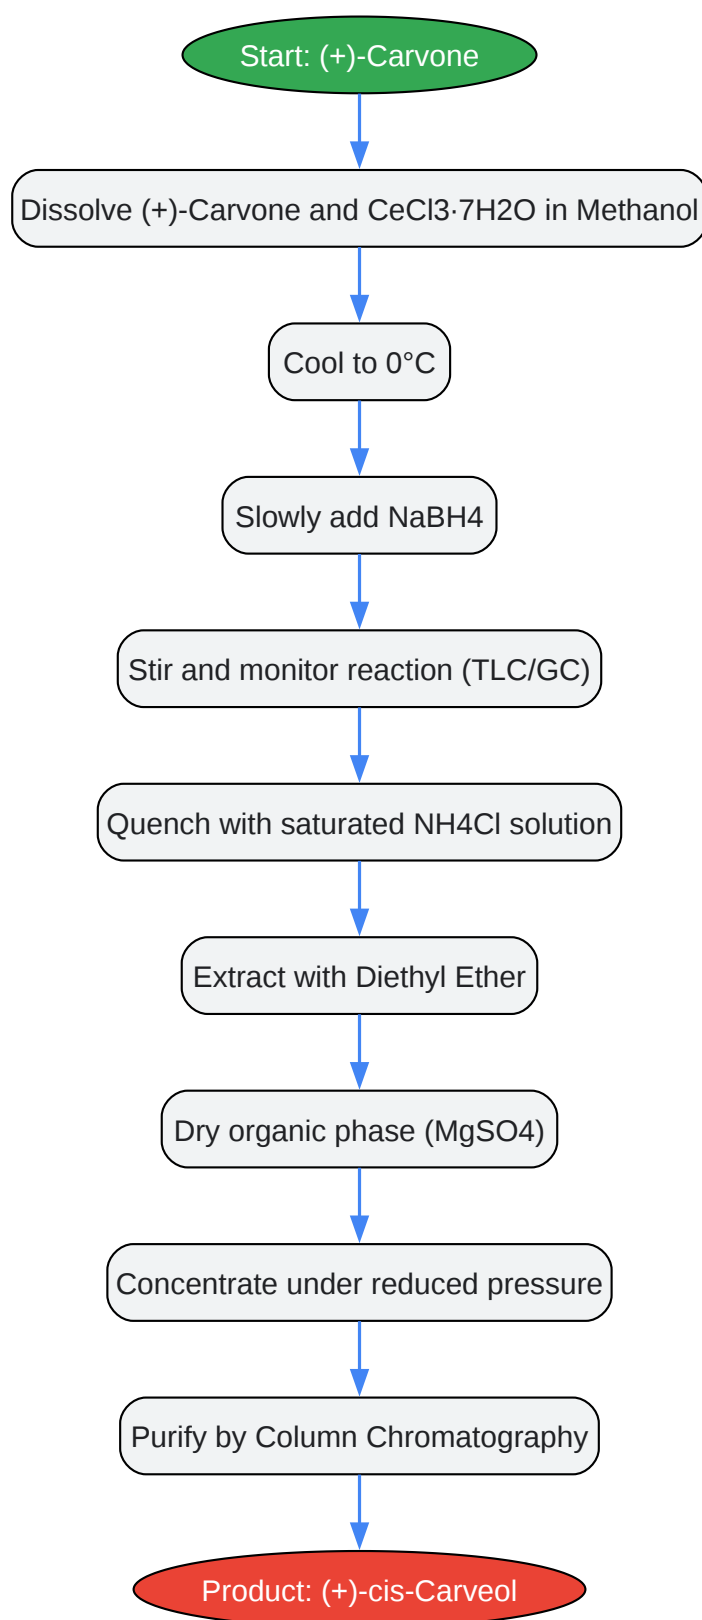 Start: (+)-Carvone
Dissolve (+)-Carvone and CeCl3·7H2O in Methanol
Cool to 0°C
Slowly add NaBH4
Stir and monitor reaction (TLC/GC)
Quench with saturated NH4Cl solution
Extract with Diethyl Ether
Dry organic phase (MgSO4)
Concentrate under reduced pressure
Purify by Column Chromatography
Product: (+)-cis-Carveol